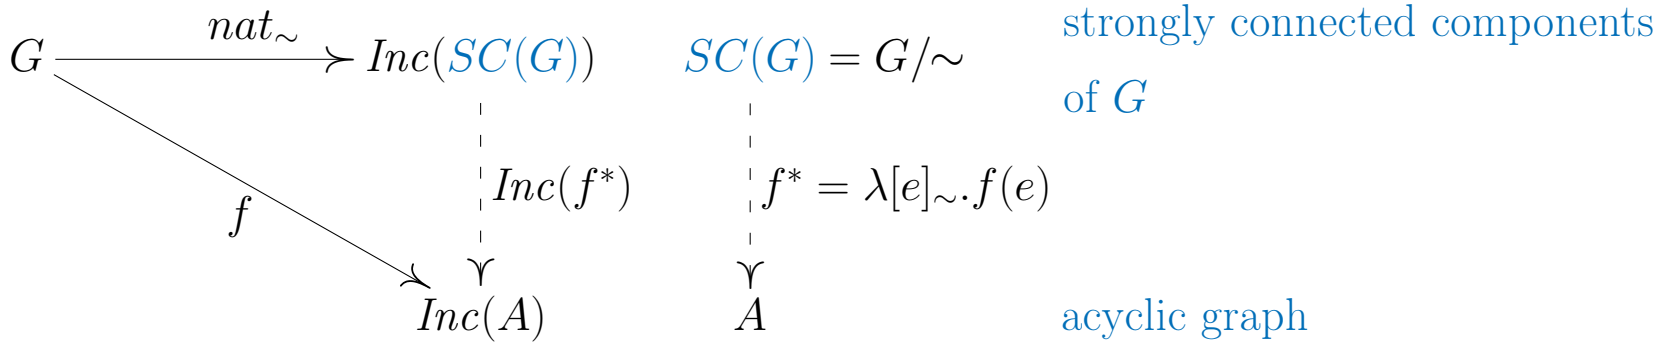 nat∼
strongly connected components
G Inc(SC(G)) SC(G) = G/∼
of G
Inc(f*) f* = λ[e]∼.f(e)
f
Inc(A) A acyclic graph